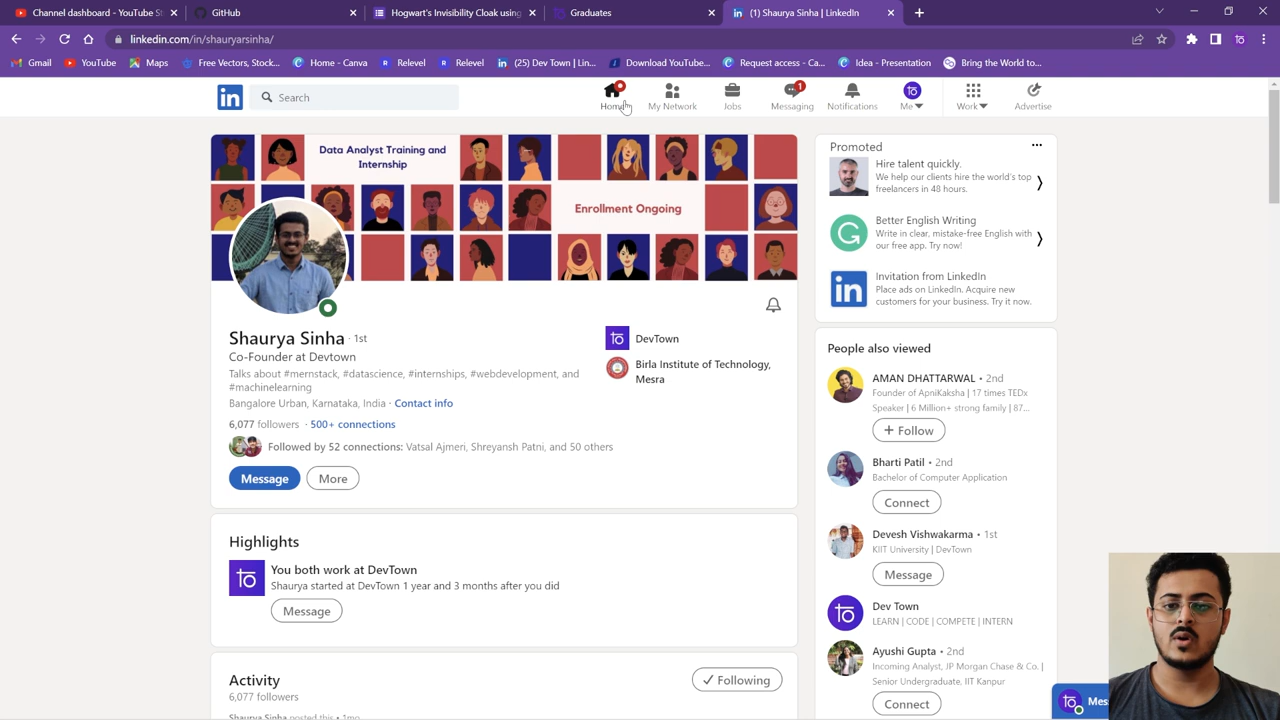 Channel dashboard - YouTube S
GitHub
Hogwart's Invisibility Cloak using
Graduates
(1) Shaurya Sinha | LinkedIn
linkedin.com/in/shauryarsinha/
Gmail
YouTube
Maps
Free Vectors, Stock...
Home - Canva
Relevel
Relevel
(25) Dev Town | Lin...
Download YouTube...
Request access - Ca...
Idea - Presentation
Bring the World to...
in
Search
Home
My Network
Jobs
1
Messaging
Notifications
Me
Work
Advertise
Data Analyst Training and
Internship
Enrollment Ongoing
Shaurya Sinha · 1st
Co-Founder at Devtown
Talks about #mernstack, #datascience, #internships, #webdevelopment, and
#machinelearning
Bangalore Urban, Karnataka, India · Contact info
6,077 followers · 500+ connections
Followed by 52 connections: Vatsal Ajmeri, Shreyansh Patni, and 50 others
Message
More
DevTown
Birla Institute of Technology,
Mesra
Highlights
You both work at DevTown
Shaurya started at DevTown 1 year and 3 months after you did
Message
Activity
6,077 followers
Following
Shaurya Sinha posted this • 1mo
Promoted
Hire talent quickly.
We help our clients hire the world's top
freelancers in 48 hours.
Better English Writing
Write in clear, mistake-free English with
our free app. Try now!
in
Invitation from LinkedIn
Place ads on LinkedIn. Acquire new
customers for your business. Try it now.
People also viewed
AMAN DHATTARWAL • 2nd
Founder of ApniKaksha | 17 times TEDx
Speaker | 6 Million+ strong family | 87...
+ Follow
Bharti Patil • 2nd
Bachelor of Computer Application
Connect
Devesh Vishwakarma • 1st
KIIT University | DevTown
Message
Dev Town
LEARN | CODE | COMPETE | INTERN
Ayushi Gupta • 2nd
Incoming Analyst, JP Morgan Chase & Co. |
Senior Undergraduate, IIT Kanpur
Connect
Mes